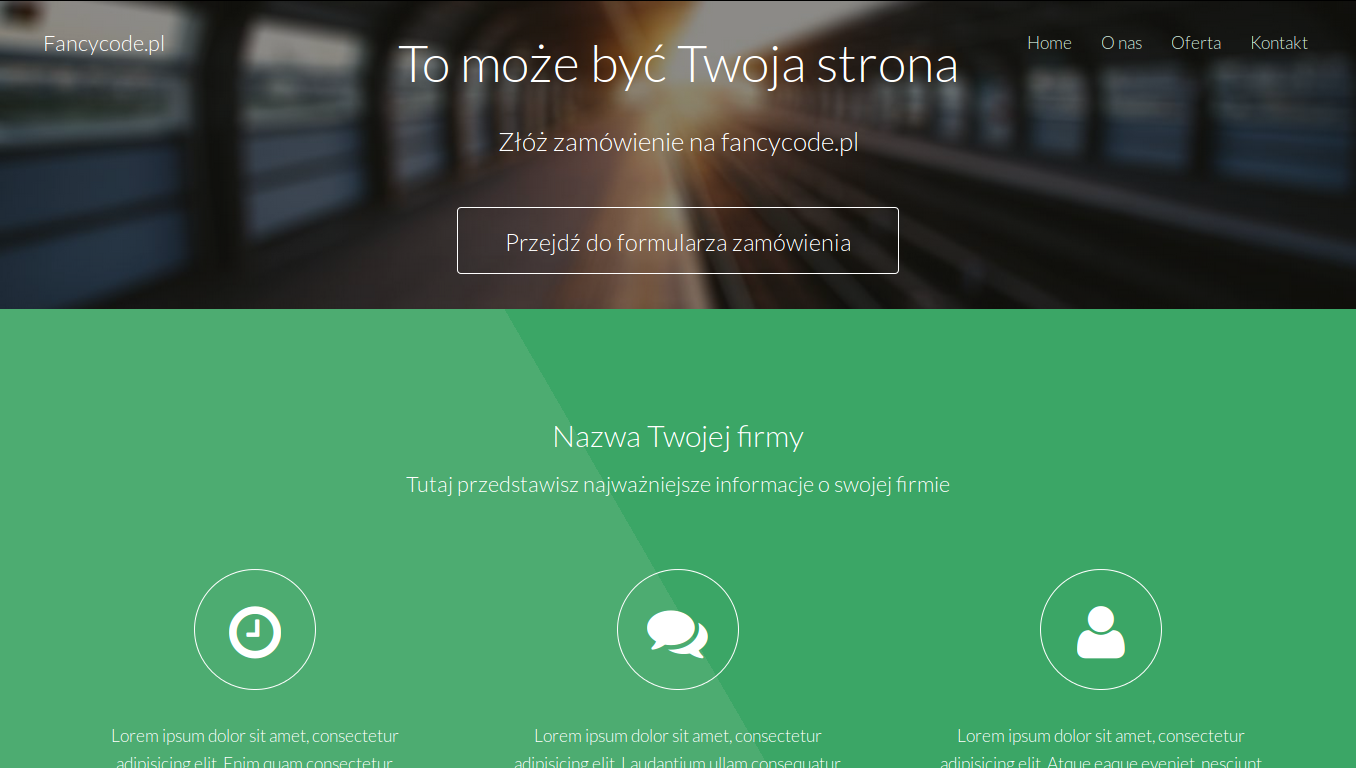 Fancycode.pl
Home O nas Oferta Kontakt
To może być Twoja strona
Złóż zamówienie na fancycode.pl
Przejdź do formularza zamówienia
Nazwa Twojej firmy
Tutaj przedstawisz najważniejsze informacje o swojej firmie
Lorem ipsum dolor sit amet, consectetur
adipisicing elit. Enim quam consectetur
Lorem ipsum dolor sit amet, consectetur
adipisicing elit. Laudantium ullam consequatur
Lorem ipsum dolor sit amet, consectetur
adipisicing elit. Atque eaque eveniet, nesciunt